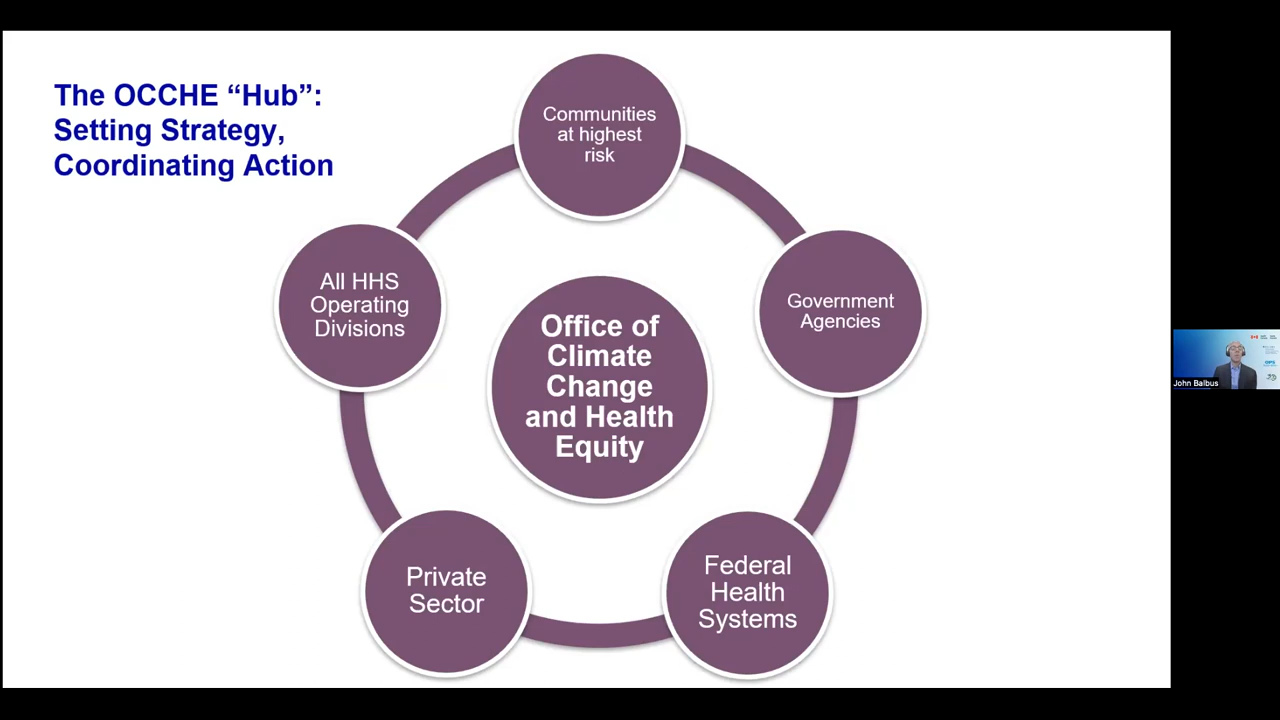 The OCCHE “Hub”:
Setting Strategy,
Coordinating Action
Communities
at highest
risk
All HHS
Operating
Divisions
Government
Agencies
Office of
Climate
Change
and Health
Equity
Private
Sector
Federal
Health
Systems
John Balbus